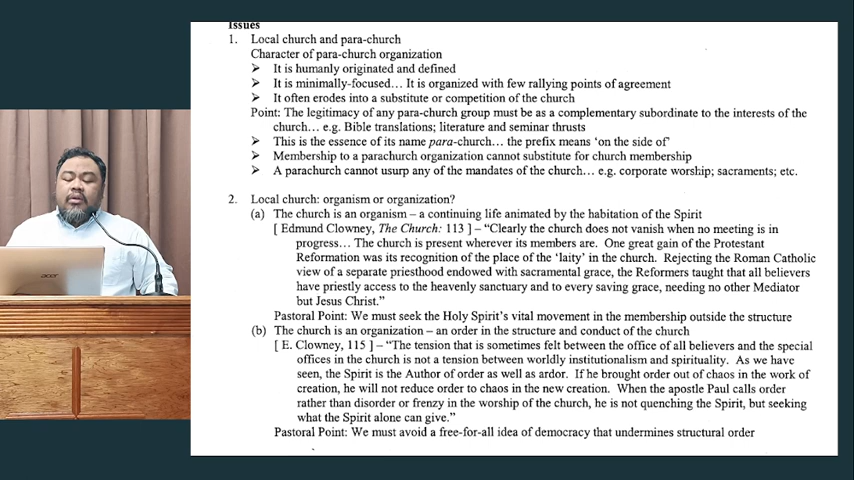 Issues
1. Local church and para-church
Character of para-church organization
➢ It is humanly originated and defined
➢ It is minimally-focused… It is organized with few rallying points of agreement
➢ It often erodes into a substitute or competition of the church
Point: The legitimacy of any para-church group must be as a complementary subordinate to the interests of the
church… e.g. Bible translations; literature and seminar thrusts
➢ This is the essence of its name para-church… the prefix means ‘on the side of’
➢ Membership to a parachurch organization cannot substitute for church membership
➢ A parachurch cannot usurp any of the mandates of the church… e.g. corporate worship; sacraments; etc.
2. Local church: organism or organization?
(a) The church is an organism – a continuing life animated by the habitation of the Spirit
[ Edmund Clowney, The Church: 113 ] – “Clearly the church does not vanish when no meeting is in
progress… The church is present wherever its members are. One great gain of the Protestant
Reformation was its recognition of the place of the ‘laity’ in the church. Rejecting the Roman Catholic
view of a separate priesthood endowed with sacramental grace, the Reformers taught that all believers
have priestly access to the heavenly sanctuary and to every saving grace, needing no other Mediator
but Jesus Christ.”
Pastoral Point: We must seek the Holy Spirit’s vital movement in the membership outside the structure
(b) The church is an organization – an order in the structure and conduct of the church
[ E. Clowney, 115 ] – “The tension that is sometimes felt between the office of all believers and the special
offices in the church is not a tension between worldly institutionalism and spirituality. As we have
seen, the Spirit is the Author of order as well as ardor. If he brought order out of chaos in the work of
creation, he will not reduce order to chaos in the new creation. When the apostle Paul calls order
rather than disorder or frenzy in the worship of the church, he is not quenching the Spirit, but seeking
what the Spirit alone can give.”
Pastoral Point: We must avoid a free-for-all idea of democracy that undermines structural order
acer